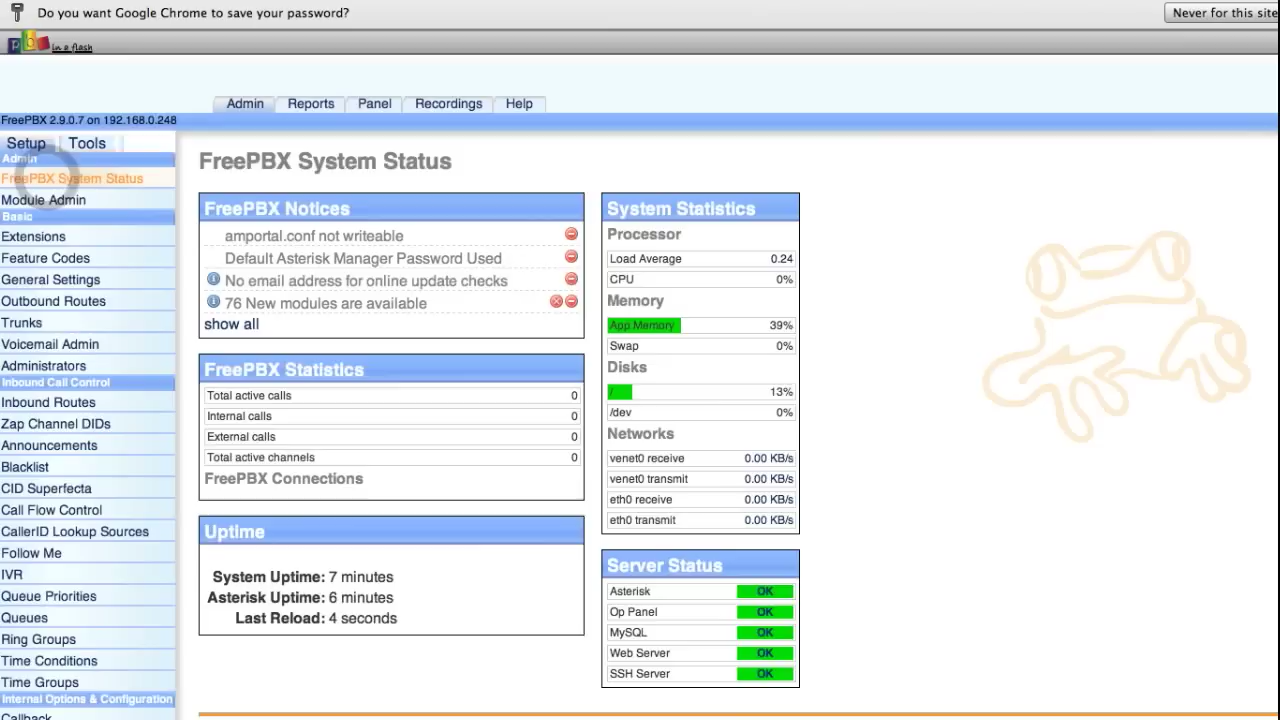 Do you want Google Chrome to save your password?
Never for this site
pb in a flash
Admin Reports Panel Recordings Help
FreePBX 2.9.0.7 on 192.168.0.248
Setup Tools
Admin
FreePBX System Status
Module Admin
Basic
Extensions
Feature Codes
General Settings
Outbound Routes
Trunks
Voicemail Admin
Administrators
Inbound Call Control
Inbound Routes
Zap Channel DIDs
Announcements
Blacklist
CID Superfecta
Call Flow Control
CallerID Lookup Sources
Follow Me
IVR
Queue Priorities
Queues
Ring Groups
Time Conditions
Time Groups
Internal Options & Configuration
Callback
FreePBX System Status
FreePBX Notices
amportal.conf not writeable
Default Asterisk Manager Password Used
No email address for online update checks
76 New modules are available
show all
FreePBX Statistics
Total active calls 0
Internal calls 0
External calls 0
Total active channels 0
FreePBX Connections
Uptime
System Uptime: 7 minutes
Asterisk Uptime: 6 minutes
Last Reload: 4 seconds
System Statistics
Processor
Load Average 0.24
CPU 0%
Memory
App Memory 39%
Swap 0%
Disks
/ 13%
/dev 0%
Networks
venet0 receive 0.00 KB/s
venet0 transmit 0.00 KB/s
eth0 receive 0.00 KB/s
eth0 transmit 0.00 KB/s
Server Status
Asterisk OK
Op Panel OK
MySQL OK
Web Server OK
SSH Server OK